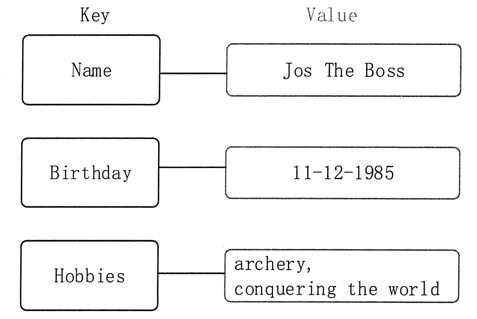 Key Value
Name Jos The Boss
Birthday 11-12-1985
Hobbies archery,
conquering the world